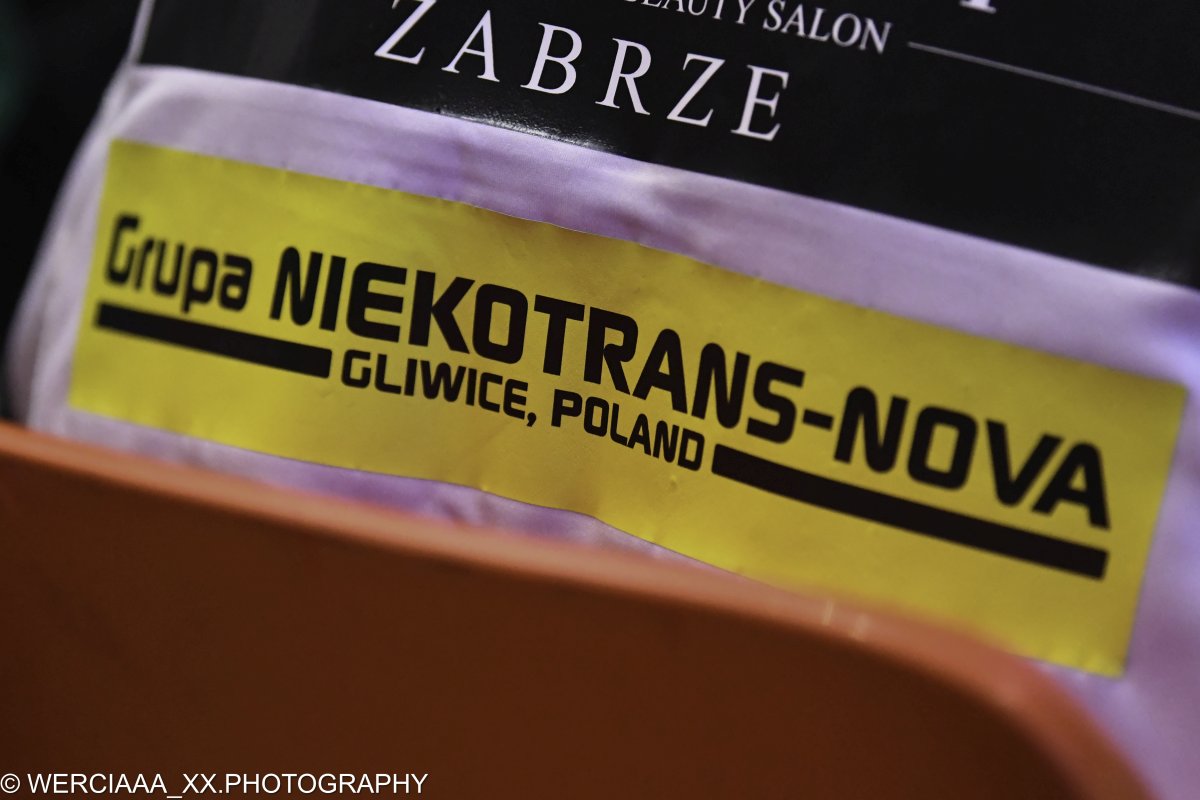 BEAUTY SALON
ZABRZE
Grupa NIEKOTRANS-NOVA
GLIWICE, POLAND
© WERCIAAA_XX.PHOTOGRAPHY